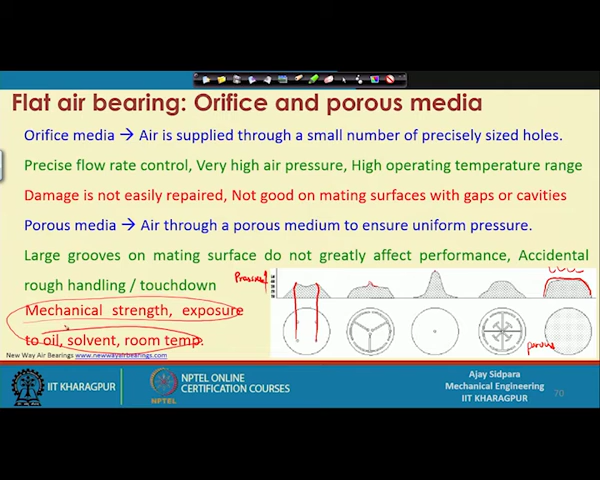 Flat air bearing: Orifice and porous media
Orifice media → Air is supplied through a small number of precisely sized holes.
Precise flow rate control, Very high air pressure, High operating temperature range
Damage is not easily repaired, Not good on mating surfaces with gaps or cavities
Porous media → Air through a porous medium to ensure uniform pressure.
Large grooves on mating surface do not greatly affect performance, Accidental
rough handling / touchdown
Pressure
Mechanical strength, exposure
to oil, solvent, room temp.
porous
New Way Air Bearings www.newwayairbearings.com
IIT KHARAGPUR
NPTEL
NPTEL ONLINE
CERTIFICATION COURSES
Ajay Sidpara
Mechanical Engineering
IIT KHARAGPUR
70